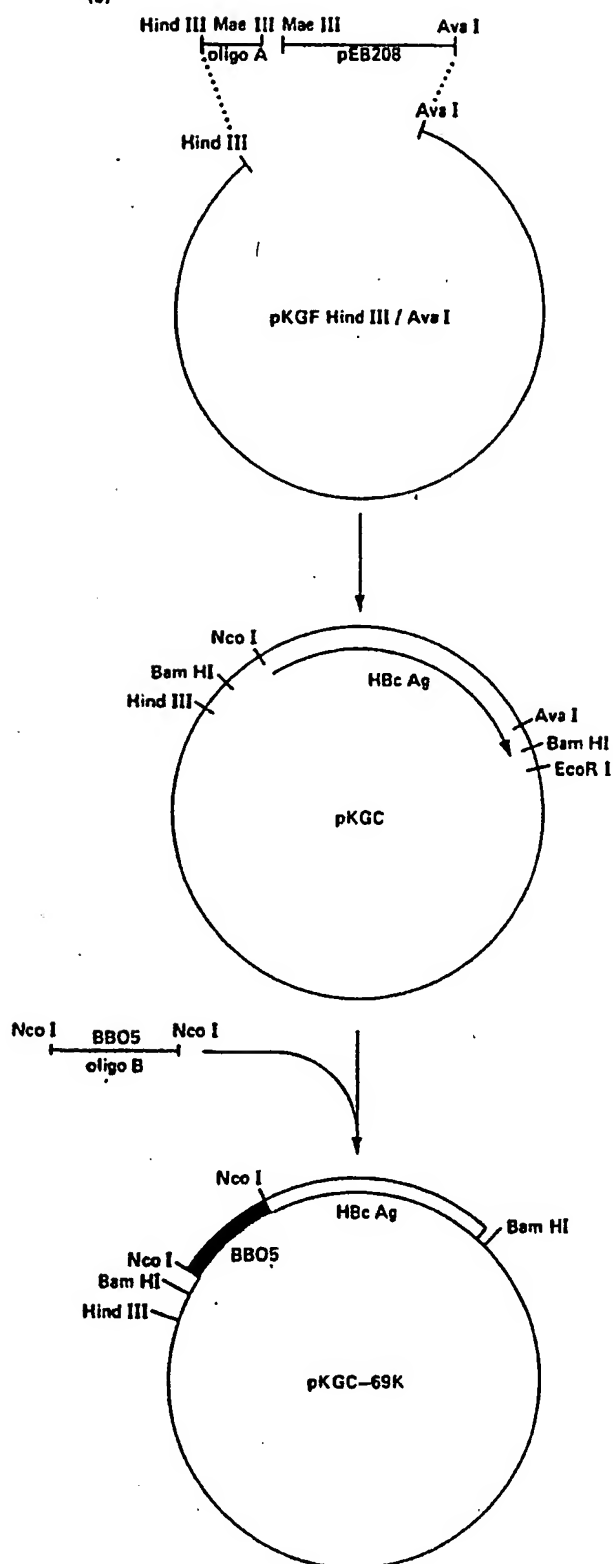 Hind III Mae III Mae III Ava I
oligo A pEB208
Ava I
Hind III
pKGF Hind III / Ava I
Nco I
Bam HI
HBc Ag
Hind III
Ava I
Bam HI
EcoR I
pKGC
Nco I BB05 Nco I
oligo B
Nco I
HBc Ag
Bam HI
BB05
Nco I
Bam HI
Hind III
pKGC-69K